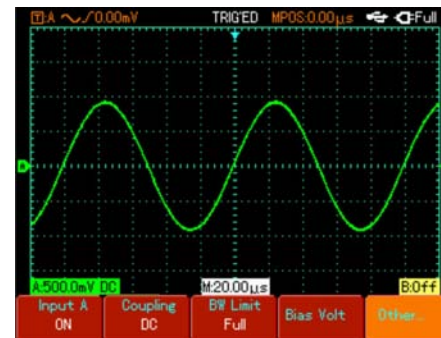 T:A 0.00mV TRIG'ED MPOS:0.00μs Full
A:500.0mV DC M:20.00μs B:Off
Input A Coupling BW Limit Bias Volt Other..
ON DC Full